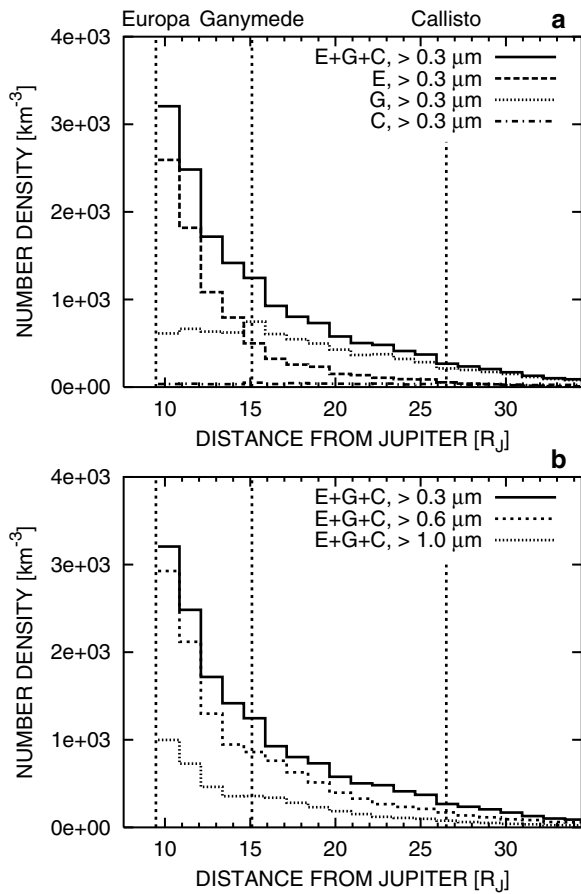 Europa Ganymede Callisto a
E+G+C, > 0.3 μm
E, > 0.3 μm
G, > 0.3 μm
C, > 0.3 μm
4e+03
3e+03
2e+03
1e+03
0e+00
NUMBER DENSITY [km-3]
10 15 20 25 30
DISTANCE FROM JUPITER [RJ]
b
E+G+C, > 0.3 μm
E+G+C, > 0.6 μm
E+G+C, > 1.0 μm
4e+03
3e+03
2e+03
1e+03
0e+00
NUMBER DENSITY [km-3]
10 15 20 25 30
DISTANCE FROM JUPITER [RJ]